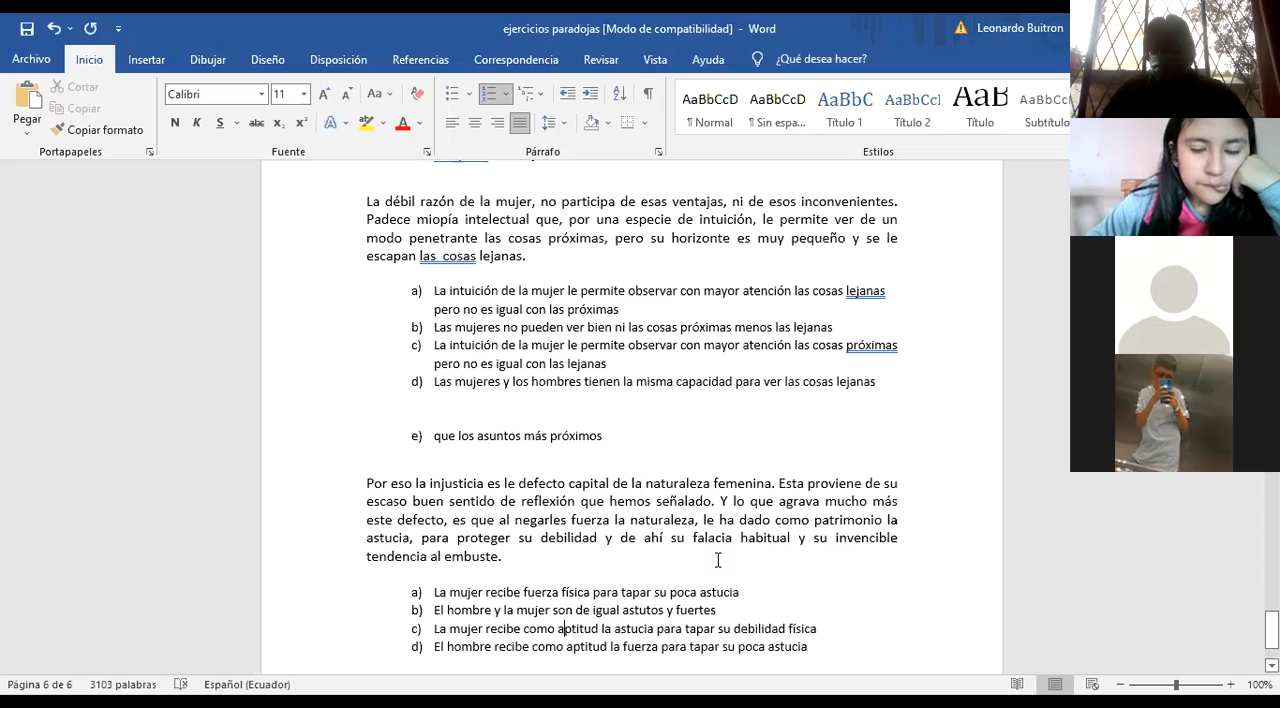 ejercicios paradojas [Modo de compatibilidad] - Word
Leonardo Buitron
Archivo Inicio Insertar Dibujar Diseño Disposición Referencias Correspondencia Revisar Vista Ayuda ¿Qué desea hacer?
Cortar
Copiar
Pegar
Copiar formato
Calibri 11
Aa
N K S abc x₂ x²
AaBbCcD AaBbCcD AaBbC AaBbCcI AaB AaBbCcD
¶ Normal ¶ Sin espa... Título 1 Título 2 Título Subtítulo
Portapapeles Fuente Párrafo Estilos
La débil razón de la mujer, no participa de esas ventajas, ni de esos inconvenientes.
Padece miopía intelectual que, por una especie de intuición, le permite ver de un
modo penetrante las cosas próximas, pero su horizonte es muy pequeño y se le
escapan las cosas lejanas.
a) La intuición de la mujer le permite observar con mayor atención las cosas lejanas
pero no es igual con las próximas
b) Las mujeres no pueden ver bien ni las cosas próximas menos las lejanas
c) La intuición de la mujer le permite observar con mayor atención las cosas próximas
pero no es igual con las lejanas
d) Las mujeres y los hombres tienen la misma capacidad para ver las cosas lejanas
e) que los asuntos más próximos
Por eso la injusticia es le defecto capital de la naturaleza femenina. Esta proviene de su
escaso buen sentido de reflexión que hemos señalado. Y lo que agrava mucho más
este defecto, es que al negarles fuerza la naturaleza, le ha dado como patrimonio la
astucia, para proteger su debilidad y de ahí su falacia habitual y su invencible
tendencia al embuste.
a) La mujer recibe fuerza física para tapar su poca astucia
b) El hombre y la mujer son de igual astutos y fuertes
c) La mujer recibe como aptitud la astucia para tapar su debilidad física
d) El hombre recibe como aptitud la fuerza para tapar su poca astucia
Página 6 de 6 3103 palabras Español (Ecuador) 100%